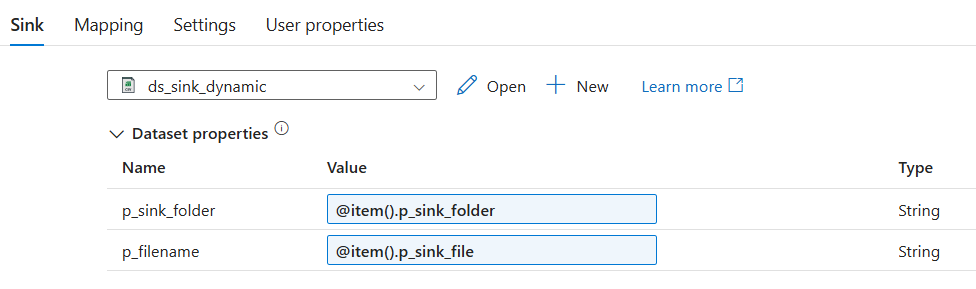 Sink Mapping Settings User properties
ds_sink_dynamic Open New Learn more
Dataset properties
Name Value Type
p_sink_folder @item().p_sink_folder String
p_filename @item().p_sink_file String